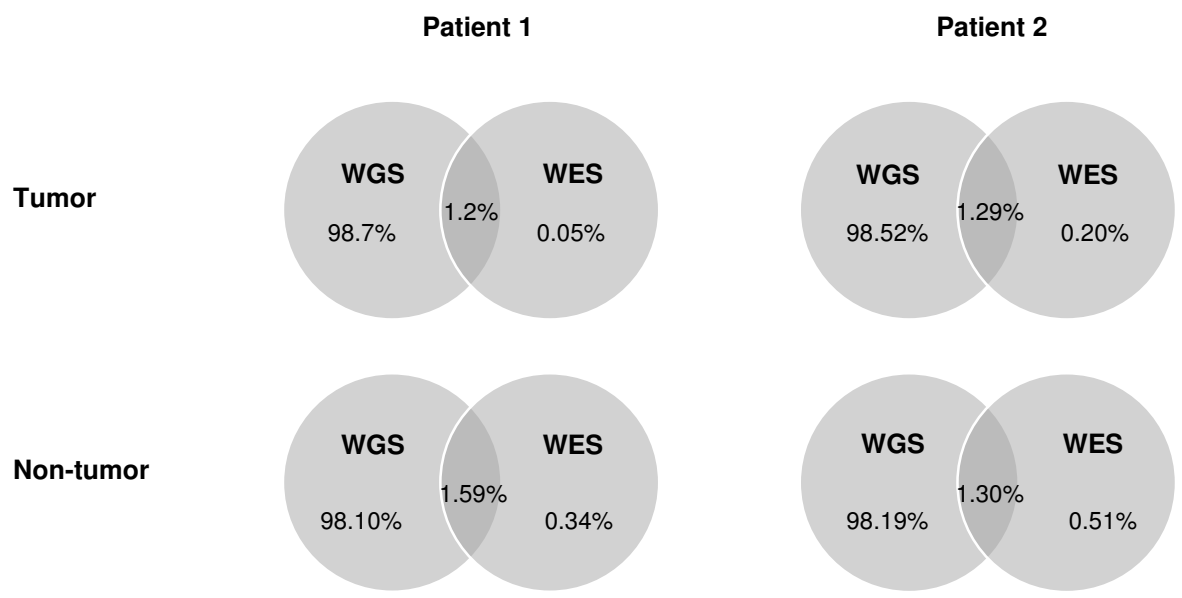 Patient 1 Patient 2
Tumor
WGS WES
1.2%
98.7% 0.05%
WGS WES
1.29%
98.52% 0.20%
Non-tumor
WGS WES
1.59%
98.10% 0.34%
WGS WES
1.30%
98.19% 0.51%